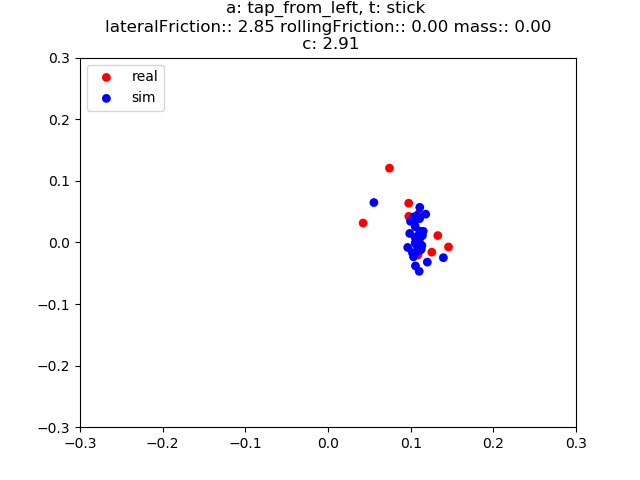 a: tap_from_left, t: stick
lateralFriction:: 2.85 rollingFriction:: 0.00 mass:: 0.00
c: 2.91
real
sim
0.3
0.2
0.1
0.0
−0.1
−0.2
−0.3
−0.3
−0.2
−0.1
0.0
0.1
0.2
0.3